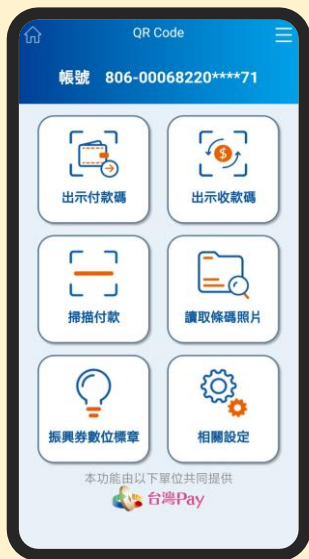 QR Code
帳號 806-00068220****71
出示付款碼
出示收款碼
掃描付款
讀取條碼照片
振興券數位標章
相關設定
本功能由以下單位共同提供
台灣Pay